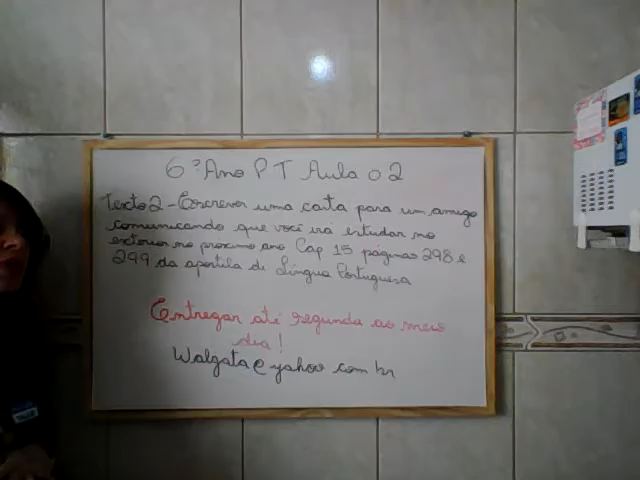 6º Ano PT Aula 02
Texto 2 - Escrever uma carta para um amigo
comunicando que você irá estudar no
exterior no proximo ano Cap 15 páginas 298 e
299 da apostila de Língua Portuguesa
Entregar até segunda ao meio
dia!
Walgata@yahoo.com.br